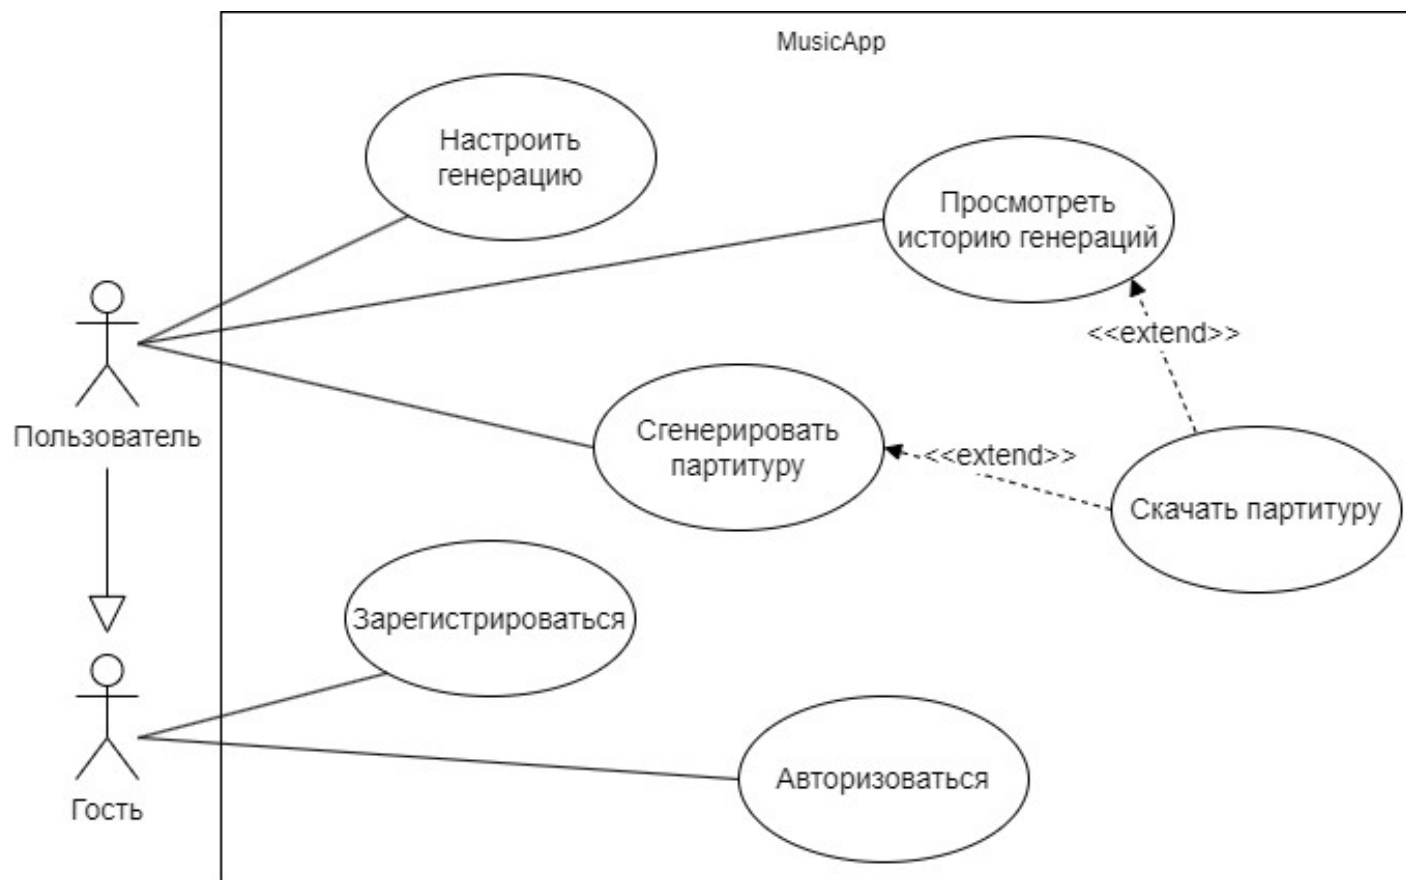 MusicApp
Настроить
генерацию
Просмотреть
историю генераций
<<extend>>
Пользователь
Сгенерировать
партитуру
<<extend>>
Скачать партитуру
Зарегистрироваться
Авторизоваться
Гость